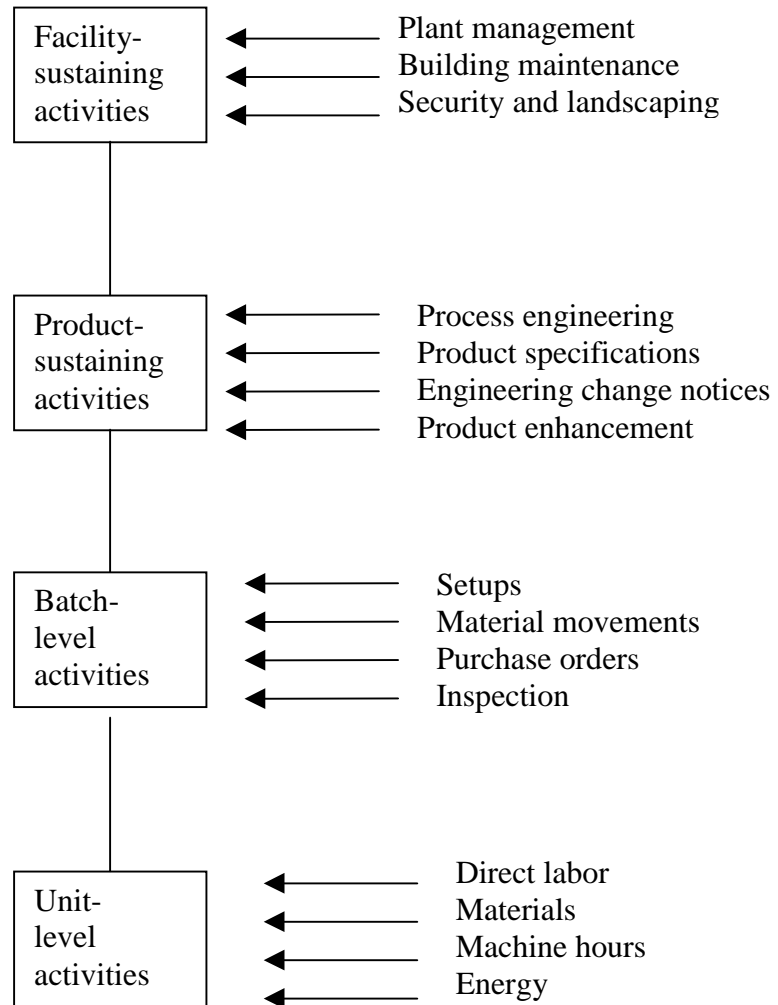 Facility-
sustaining
activities
Plant management
Building maintenance
Security and landscaping
Product-
sustaining
activities
Process engineering
Product specifications
Engineering change notices
Product enhancement
Batch-
level
activities
Setups
Material movements
Purchase orders
Inspection
Unit-
level
activities
Direct labor
Materials
Machine hours
Energy